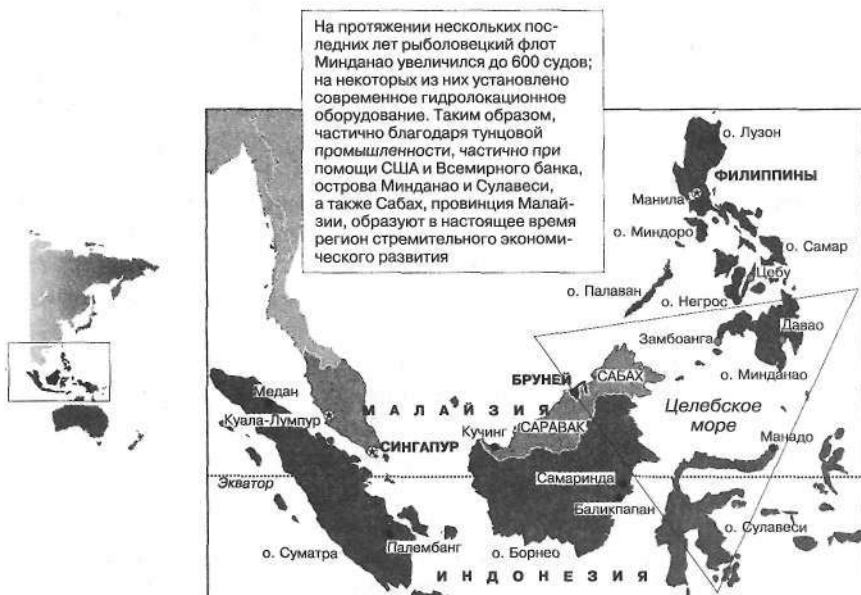 На протяжении нескольких пос-
ледних лет рыболовецкий флот
Минданао увеличился до 600 судов;
на некоторых из них установлено
современное гидролокационное
оборудование. Таким образом,
частично благодаря тунцовой
промышленности, частично при
помощи США и Всемирного банка,
острова Минданао и Сулавеси,
а также Сабах, провинция Малай-
зии, образуют в настоящее время
регион стремительного экономи-
ческого развития
о. Лузон
ФИЛИППИНЫ
Манила
о. Миндоро
о. Самар
Цебу
о. Палаван
о. Негрос
Давао
Замбоанга
о. Минданао
БРУНЕЙ
САБАХ
Медан
МАЛАЙЗИЯ
Целебское
море
Куала-Лумпур
САРАВАК
Кучинг
СИНГАПУР
Манадо
Экватор
Самаринда
Баликпапан
о. Сулавеси
Палембанг
о. Суматра
о. Борнео
ИНДОНЕЗИЯ